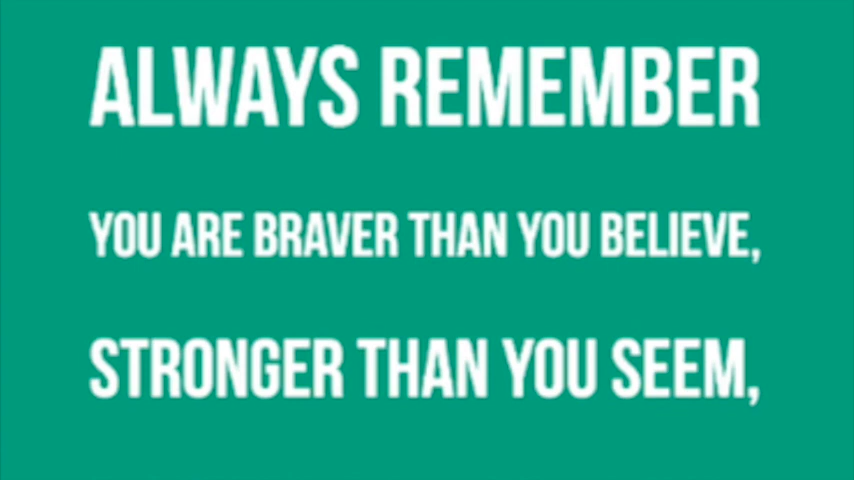 ALWAYS REMEMBER
YOU ARE BRAVER THAN YOU BELIEVE,
STRONGER THAN YOU SEEM,